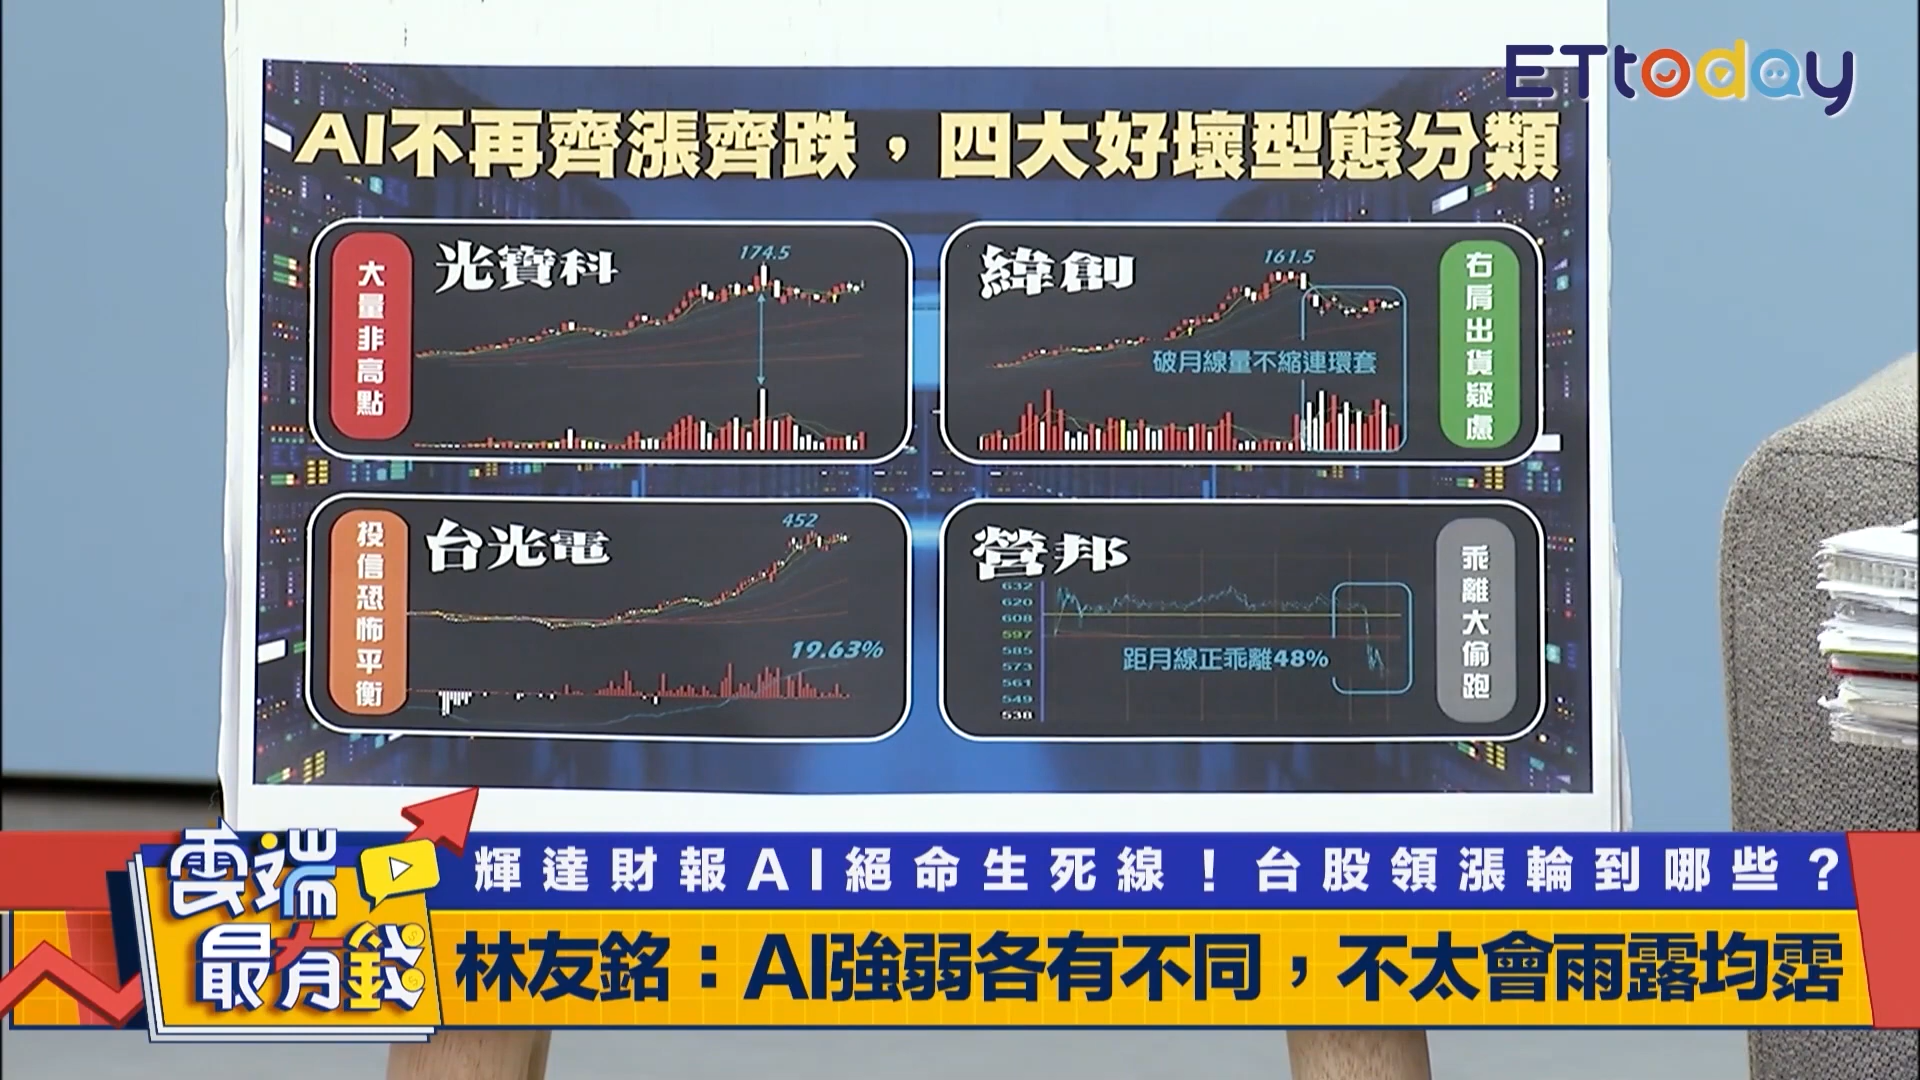 ETtoday
AI不再齊漲齊跌，四大好壞型態分類
大量非高點
光寶科
174.5
緯創
161.5
破月線量不縮連環套
右肩出貨疑慮
投信恐怖平衡
台光電
452
19.63%
營邦
632
620
608
597
585
573
561
549
538
距月線正乖離48%
乖離大偷跑
雲端最有錢
輝達財報AI絕命生死線！台股領漲輪到哪些？
林友銘：AI強弱各有不同，不太會雨露均霑